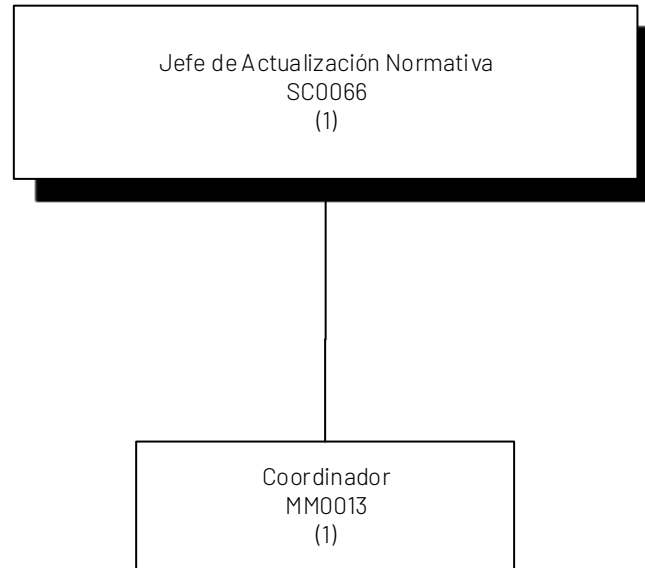 Jefe de Actualización Normativa
SC0066
(1)
Coordinador
MM0013
(1)